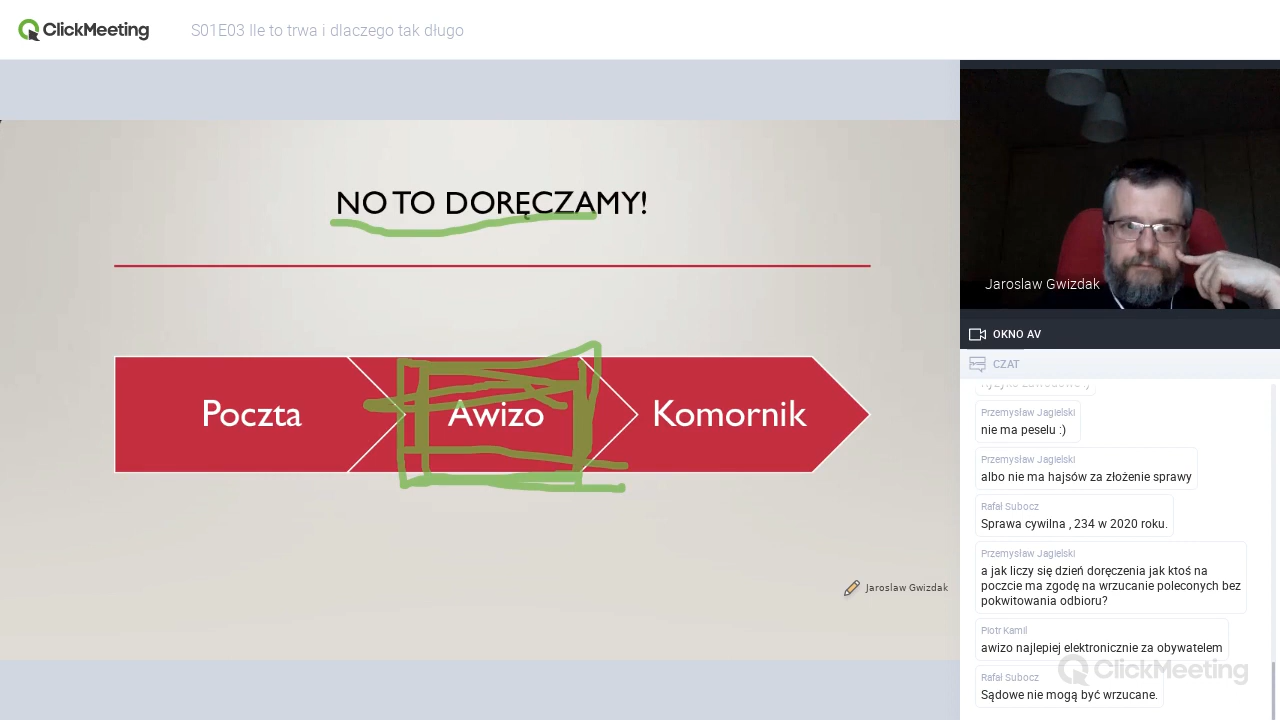 ClickMeeting
S01E03 Ile to trwa i dlaczego tak długo
NO TO DORĘCZAMY!
Poczta
Awizo
Komornik
Jaroslaw Gwizdak
Jaroslaw Gwizdak
OKNO AV
CZAT
Przemysław Jagielski
nie ma peselu :)
Przemysław Jagielski
albo nie ma hajsów za złożenie sprawy
Rafał Subocz
Sprawa cywilna , 234 w 2020 roku.
Przemysław Jagielski
a jak liczy się dzień doręczenia jak ktoś na
poczcie ma zgodę na wrzucanie poleconych bez
pokwitowania odbioru?
Piotr Kamil
awizo najlepiej elektronicznie za obywatelem
Rafał Subocz
Sądowe nie mogą być wrzucane.
ClickMeeting